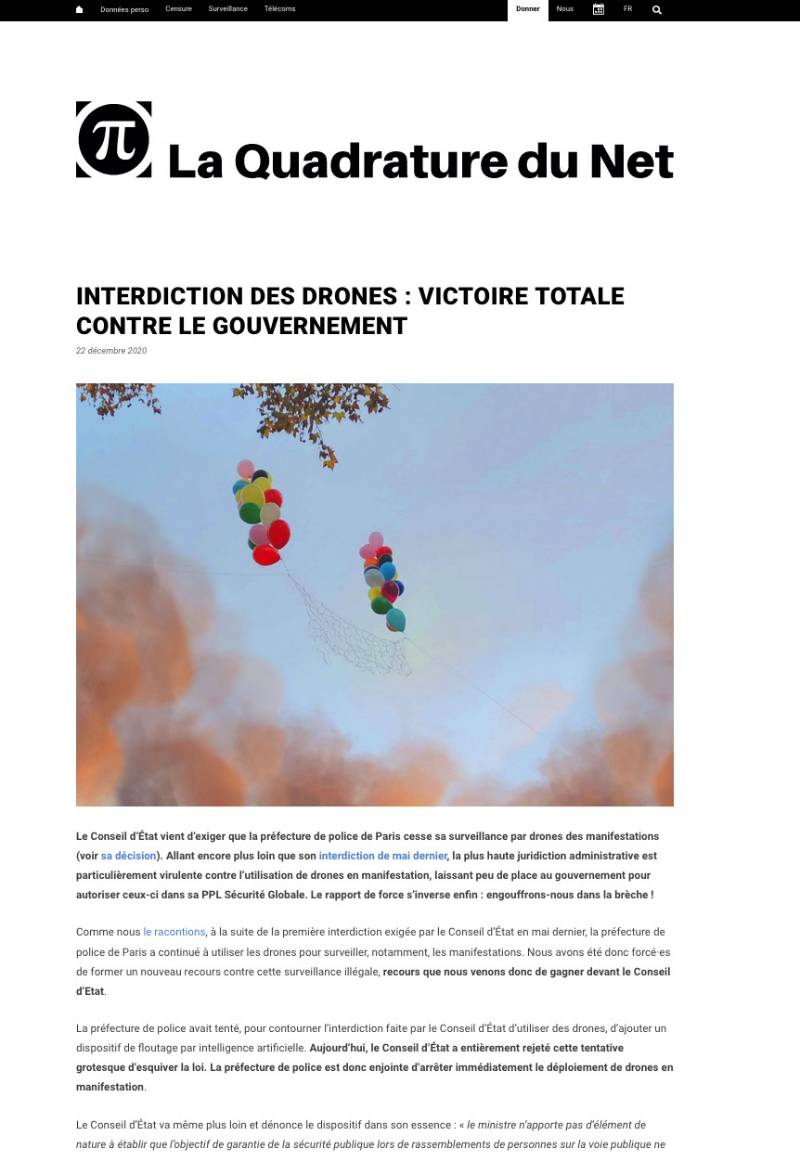 Données perso Censure Surveillance Télécoms Donner Nous FR
π La Quadrature du Net
INTERDICTION DES DRONES : VICTOIRE TOTALE
CONTRE LE GOUVERNEMENT
22 décembre 2020
Le Conseil d’État vient d’exiger que la préfecture de police de Paris cesse sa surveillance par drones des manifestations
(voir sa décision). Allant encore plus loin que son interdiction de mai dernier, la plus haute juridiction administrative est
particulièrement virulente contre l’utilisation de drones en manifestation, laissant peu de place au gouvernement pour
autoriser ceux-ci dans sa PPL Sécurité Globale. Le rapport de force s’inverse enfin : engouffrons-nous dans la brèche !
Comme nous le racontions, à la suite de la première interdiction exigée par le Conseil d’État en mai dernier, la préfecture de
police de Paris a continué à utiliser les drones pour surveiller, notamment, les manifestations. Nous avons été donc forcé·es
de former un nouveau recours contre cette surveillance illégale, recours que nous venons donc de gagner devant le Conseil
d’Etat.
La préfecture de police avait tenté, pour contourner l’interdiction faite par le Conseil d’État d’utiliser des drones, d’ajouter un
dispositif de floutage par intelligence artificielle. Aujourd’hui, le Conseil d’État a entièrement rejeté cette tentative
grotesque d’esquiver la loi. La préfecture de police est donc enjointe d’arrêter immédiatement le déploiement de drones en
manifestation.
Le Conseil d’État va même plus loin et dénonce le dispositif dans son essence : « le ministre n’apporte pas d’élément de
nature à établir que l’objectif de garantie de la sécurité publique lors de rassemblements de personnes sur la voie publique ne